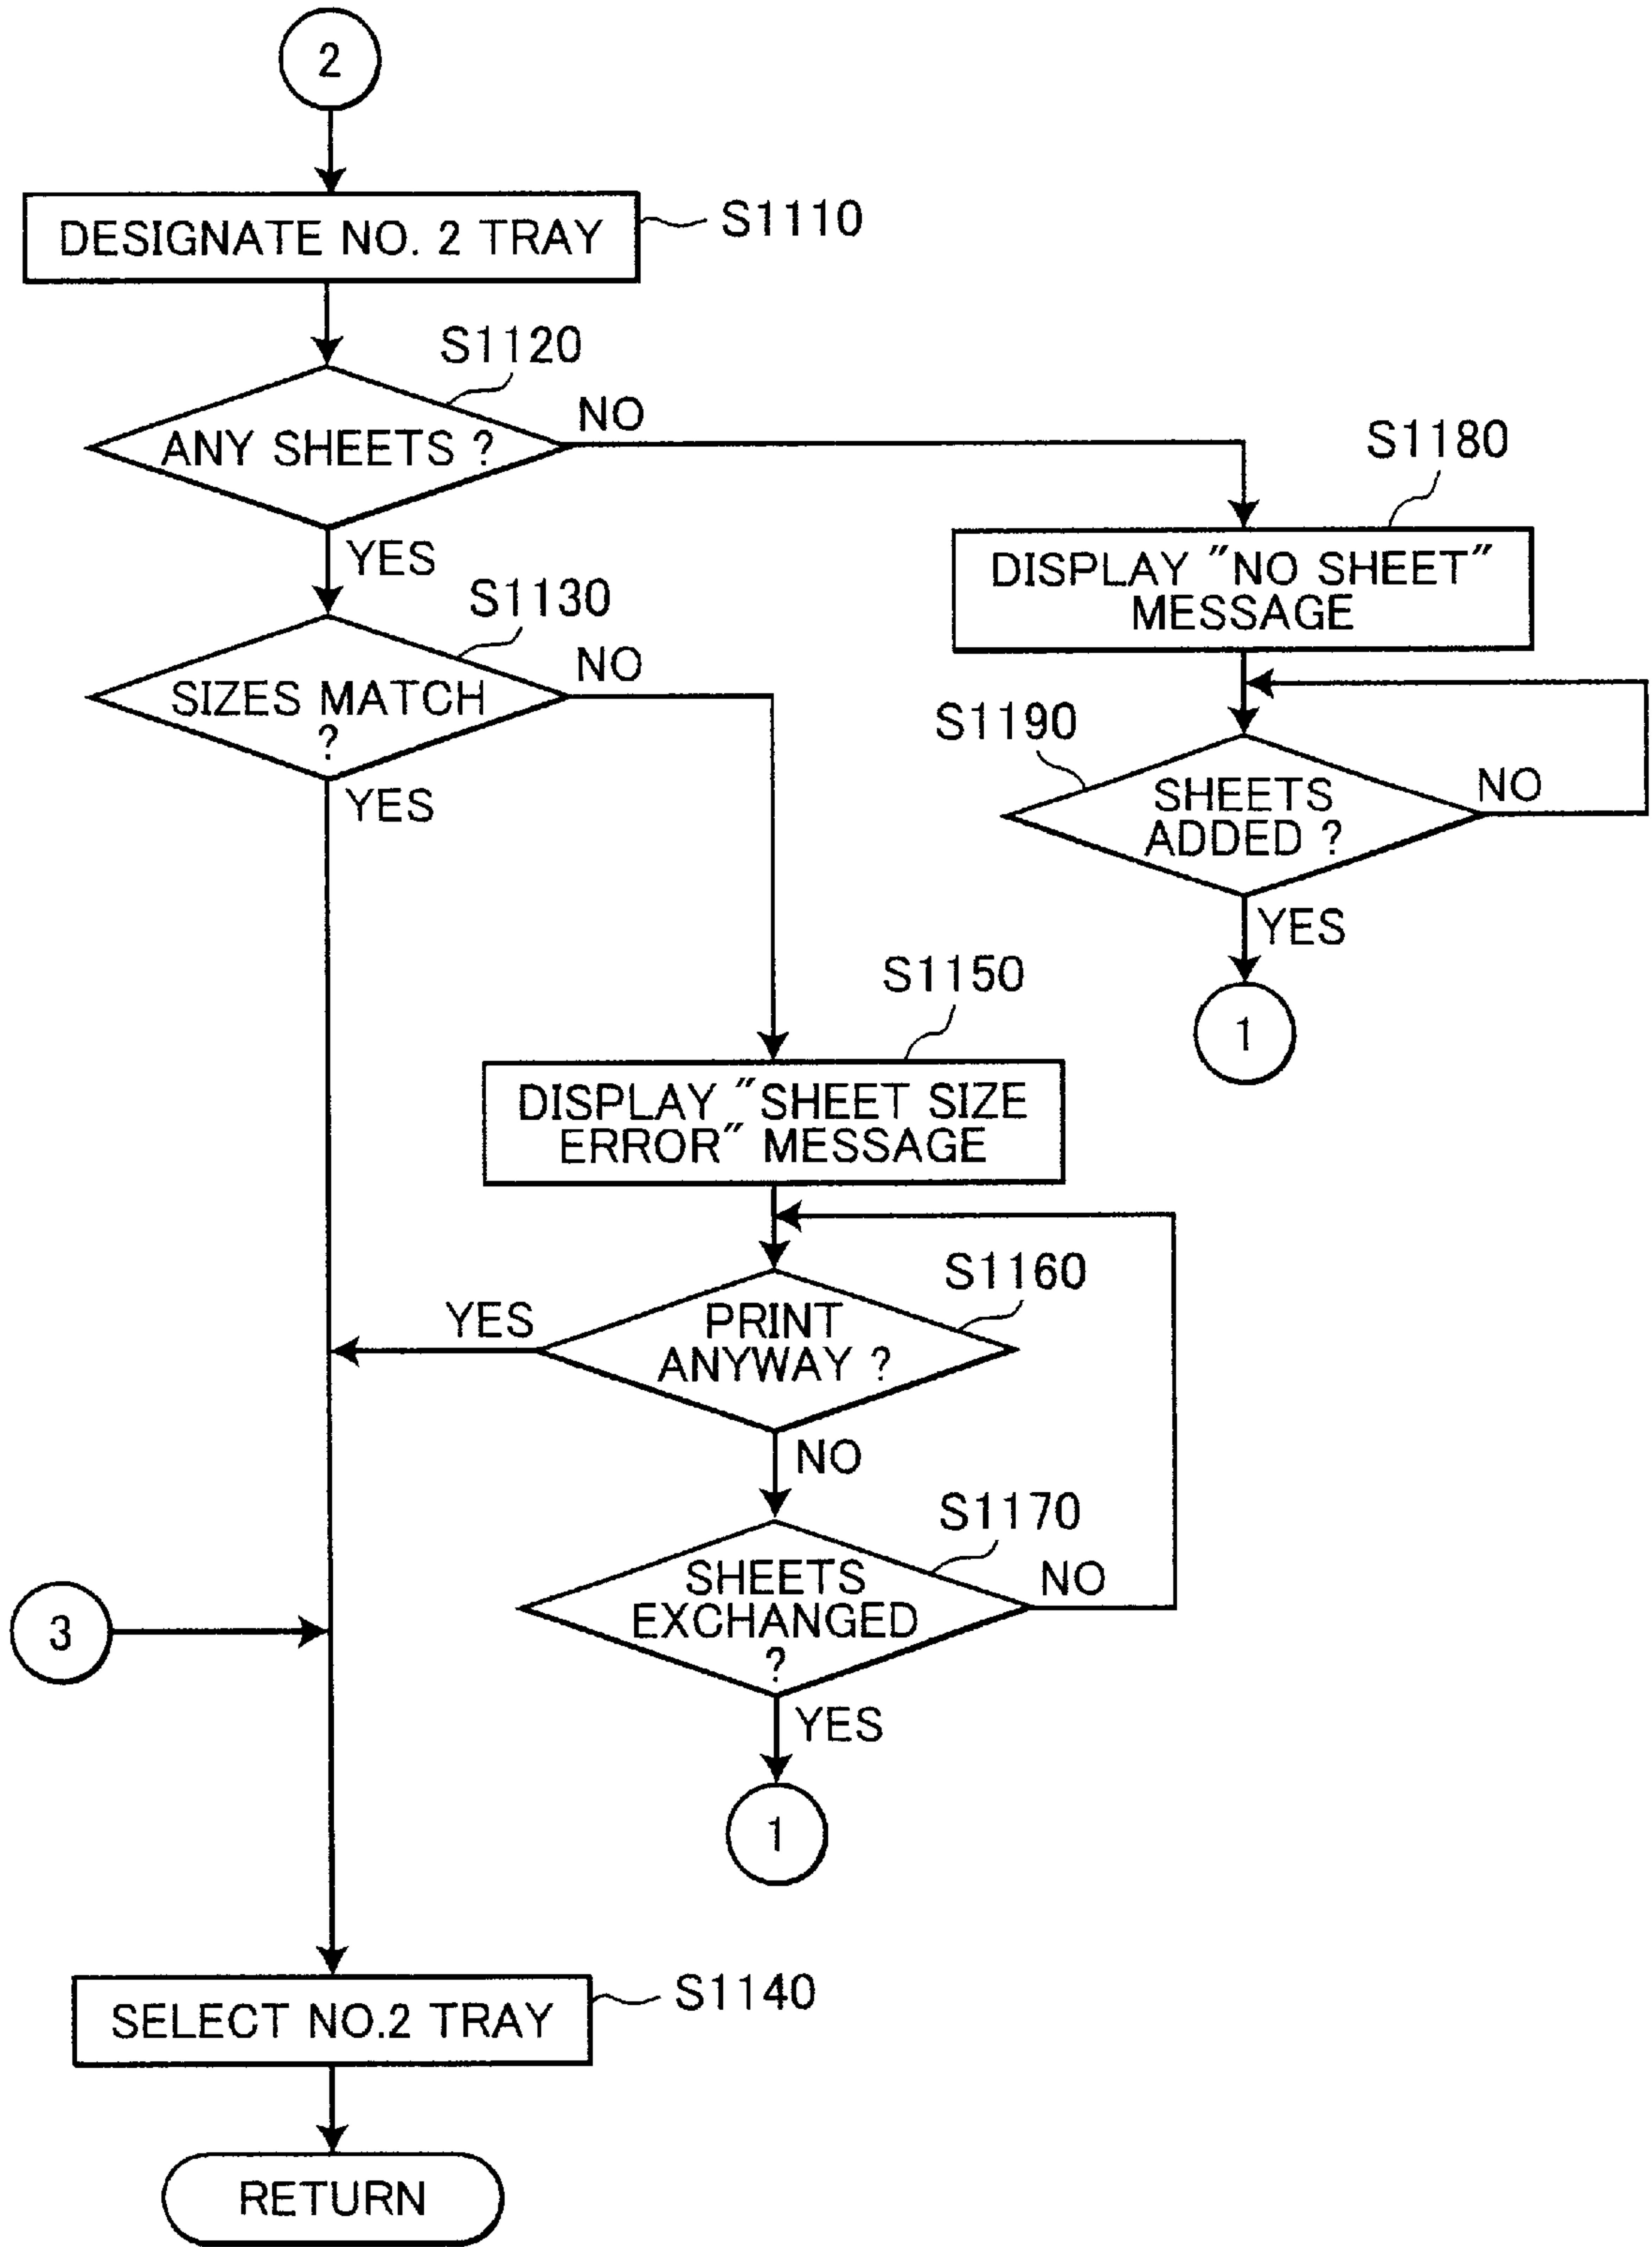 2
DESIGNATE NO. 2 TRAY
S1110
S1120
ANY SHEETS ?
NO
YES
S1180
DISPLAY "NO SHEET"
MESSAGE
S1130
SIZES MATCH
?
NO
YES
S1190
SHEETS
ADDED ?
NO
YES
1
S1150
DISPLAY "SHEET SIZE
ERROR" MESSAGE
S1160
PRINT
ANYWAY ?
YES
NO
S1170
SHEETS
EXCHANGED
?
NO
YES
1
3
SELECT NO.2 TRAY
S1140
RETURN